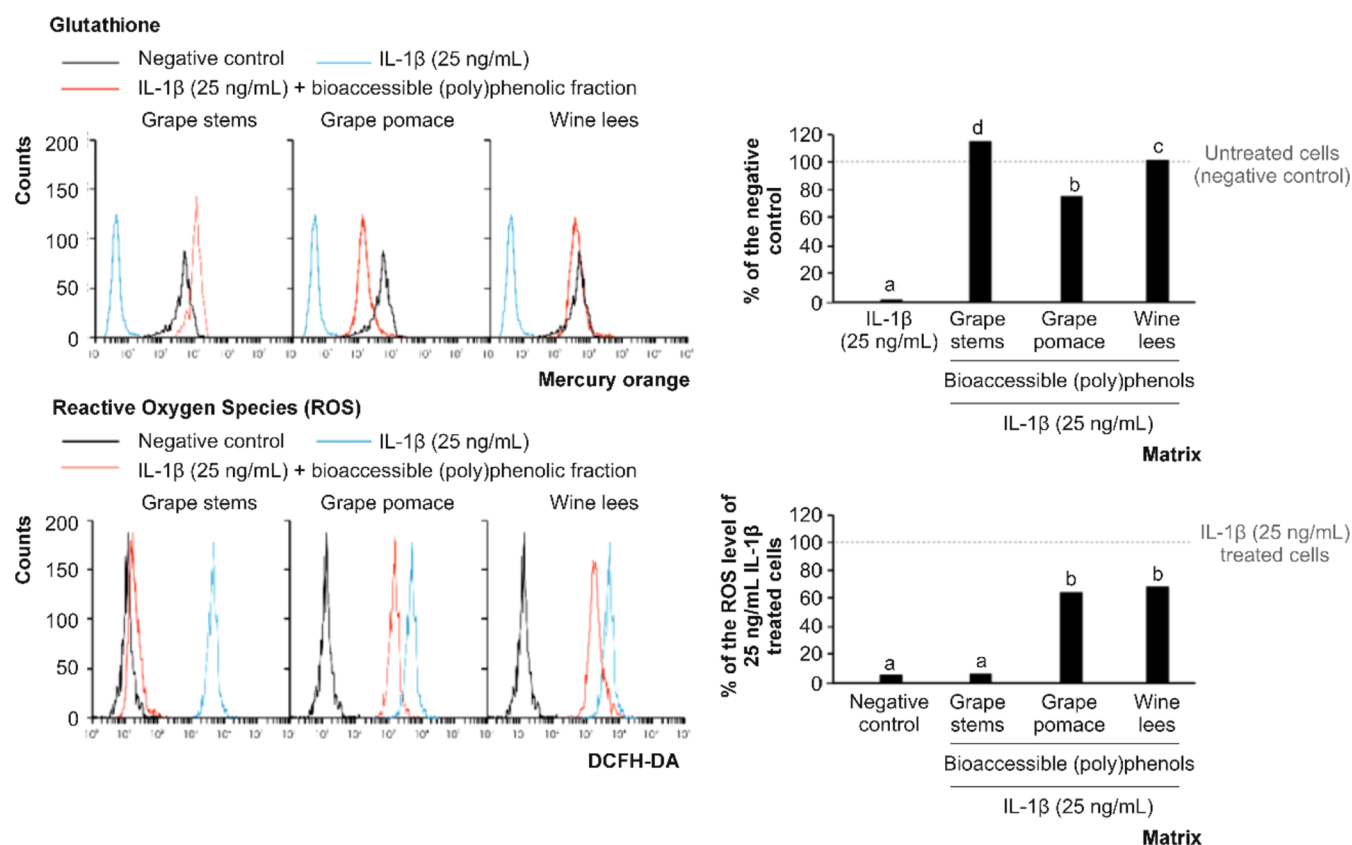 Glutathione
Negative control
IL-1β (25 ng/mL)
IL-1β (25 ng/mL) + bioaccessible (poly)phenolic fraction
Grape stems
Grape pomace
Wine lees
Counts
200
150
100
50
0
Mercury orange
% of the negative
control
120
100
80
60
40
20
0
d
c
b
a
Untreated cells
(negative control)
IL-1β
(25 ng/mL)
Grape
stems
Grape
pomace
Wine
lees
Bioaccessible (poly)phenols
IL-1β (25 ng/mL)
Matrix
Reactive Oxygen Species (ROS)
Negative control
IL-1β (25 ng/mL)
IL-1β (25 ng/mL) + bioaccessible (poly)phenolic fraction
Grape stems
Grape pomace
Wine lees
Counts
200
150
100
50
0
DCFH-DA
% of the ROS level of
25 ng/mL IL-1β
treated cells
120
100
80
60
40
20
0
a
a
b
b
IL-1β (25 ng/mL)
treated cells
Negative
control
Grape
stems
Grape
pomace
Wine
lees
Bioaccessible (poly)phenols
IL-1β (25 ng/mL)
Matrix